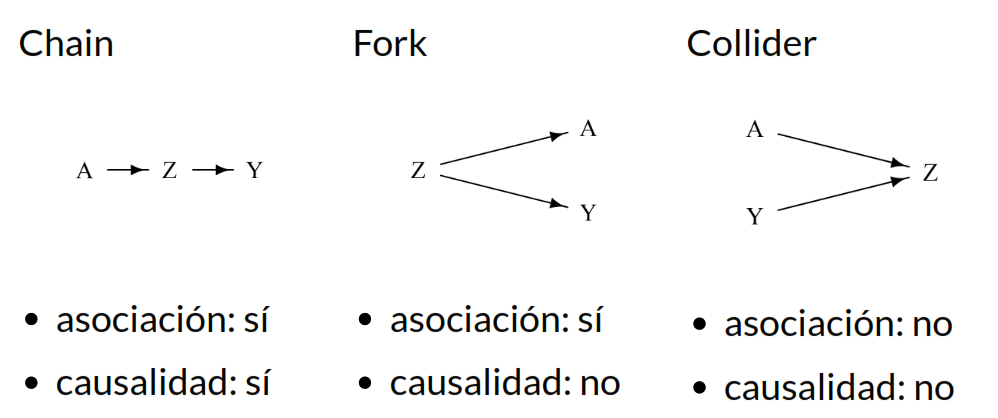 Chain
Fork
Collider
A Z Y
Z
A
Y
A
Y
Z
• asociación: sí
• causalidad: sí
• asociación: sí
• causalidad: no
• asociación: no
• causalidad: no